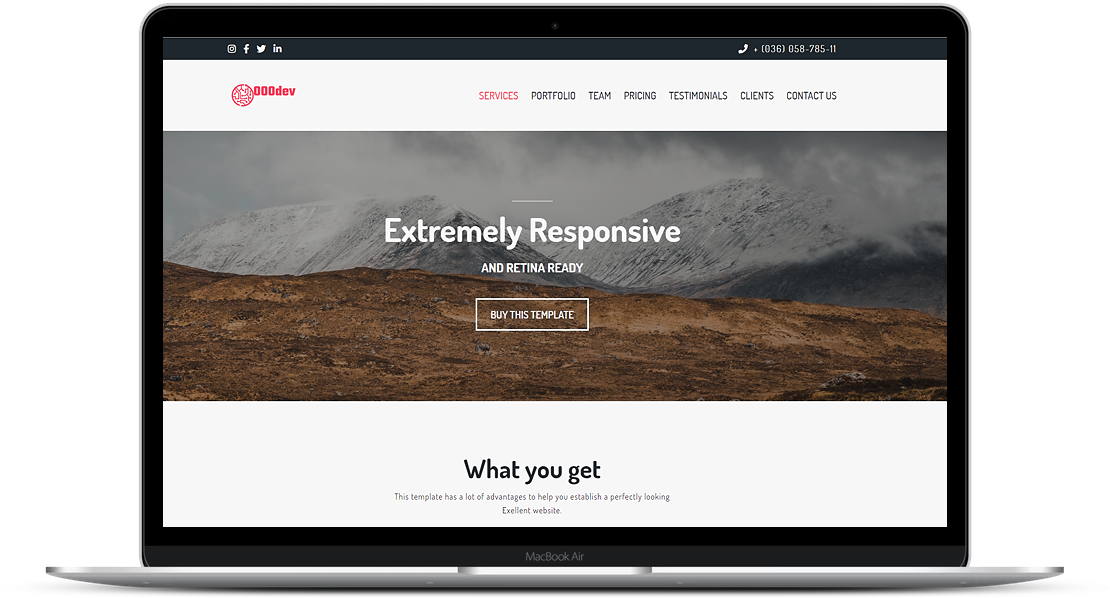 + (036) 058-785-11
000dev
SERVICES PORTFOLIO TEAM PRICING TESTIMONIALS CLIENTS CONTACT US
Extremely Responsive
AND RETINA READY
BUY THIS TEMPLATE
What you get
This template has a lot of advantages to help you establish a perfectly looking
Exellent website.
MacBook Air